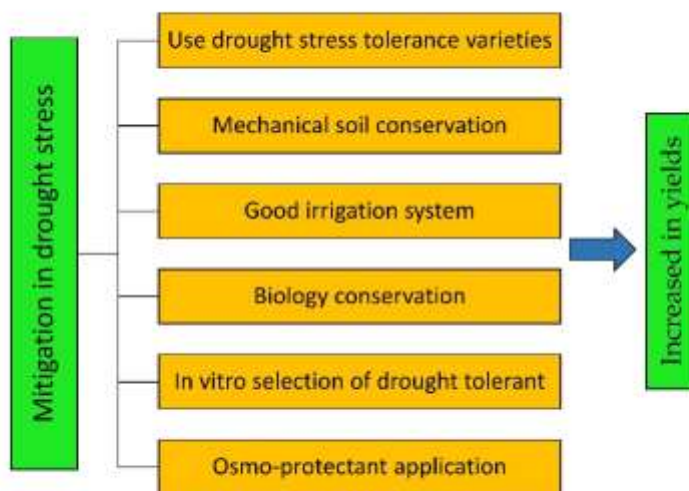 Mitigation in drought stress
Use drought stress tolerance varieties
Mechanical soil conservation
Good irrigation system
Biology conservation
In vitro selection of drought tolerant
Osmo-protectant application
Increased in yields